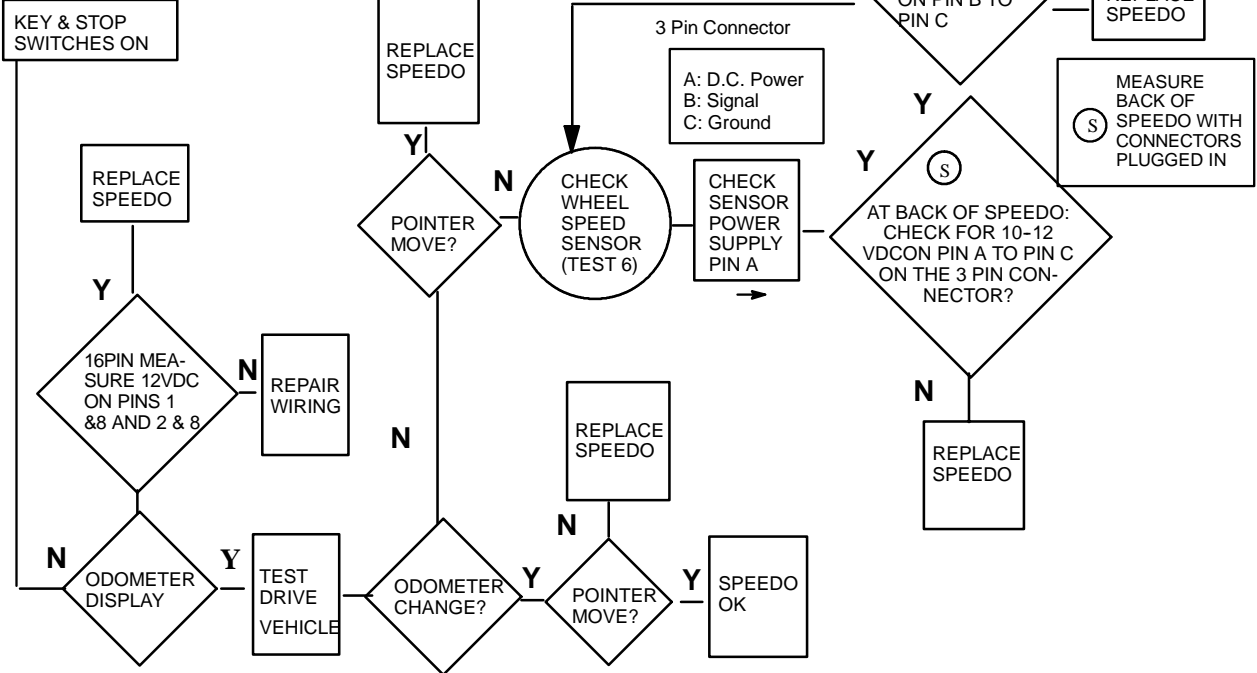 KEY & STOP
SWITCHES ON
REPLACE
SPEEDO
3 Pin Connector
A: D.C. Power
B: Signal
C: Ground
ON PIN B TO
PIN C
SPEEDO
S
MEASURE
BACK OF
SPEEDO WITH
CONNECTORS
PLUGGED IN
Y
REPLACE
SPEEDO
Y
POINTER
MOVE?
N
CHECK
WHEEL
SPEED
SENSOR
(TEST 6)
CHECK
SENSOR
POWER
SUPPLY
PIN A
Y
S
AT BACK OF SPEEDO:
CHECK FOR 10-12
VDCON PIN A TO PIN C
ON THE 3 PIN CON-
NECTOR?
Y
16PIN MEA-
SURE 12VDC
ON PINS 1
&8 AND 2 & 8
N
REPAIR
WIRING
N
REPLACE
SPEEDO
N
REPLACE
SPEEDO
N
ODOMETER
DISPLAY
Y
TEST
DRIVE
VEHICLE
ODOMETER
CHANGE?
Y
N
POINTER
MOVE?
Y
SPEEDO
OK